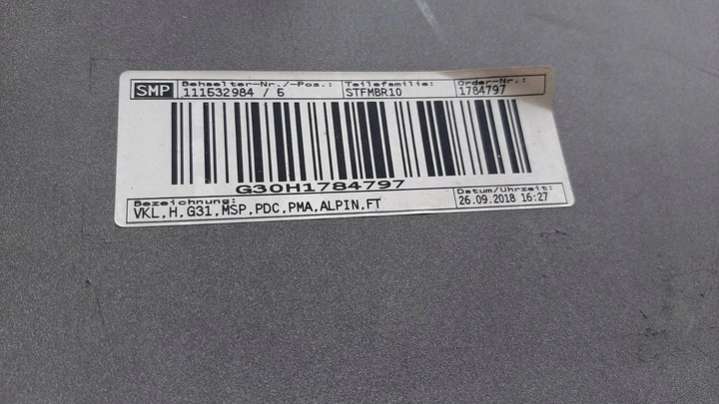 SMP
Behaelter-Nr./-Pos.: Teilefamilie: Order-Nr.:
111632984 / 6 STFMBR10 1784797
G30H1784797
Bezeichnung: Datum/Uhrzeit:
VKL,H,G31,MSP,PDC,PMA,ALPIN,FT 26.09.2018 16:27